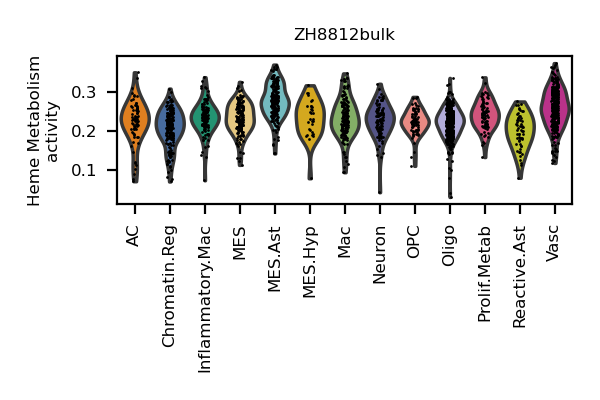 ZH8812bulk
Heme Metabolism
activity
0.3
0.2
0.1
AC
Chromatin.Reg
Inflammatory.Mac
MES
MES.Ast
MES.Hyp
Mac
Neuron
OPC
Oligo
Prolif.Metab
Reactive.Ast
Vasc